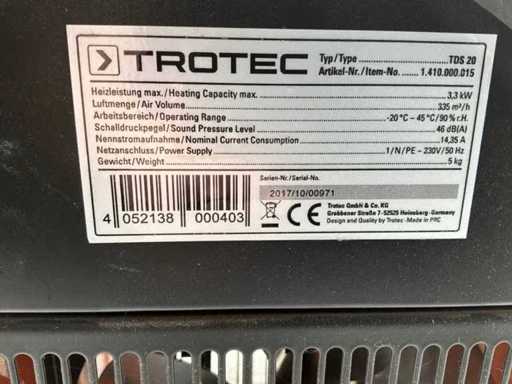 TROTEC
Typ/Type TDS 20
Artikel-Nr./Item-No. 1.410.000.015
Heizleistung max./Heating Capacity max. 3,3 kW
Luftmenge/Air Volume 335 m³/h
Arbeitsbereich/Operating Range -20°C – 45°C/90% r.H.
Schalldruckpegel/Sound Pressure Level 46 dB(A)
Nennstromaufnahme/Nominal Current Consumption 14,35 A
Netzanschluss/Power Supply 1/N/PE – 230V/50 Hz
Gewicht/Weight 5 kg
Serien-Nr./Serial-No.
2017/10/00971
4 052138 000403
CE
Trotec GmbH & Co. KG
Grebbener Straße 7·52525 Heinsberg·Germany
Design and Quality by Trotec · Made in PRC